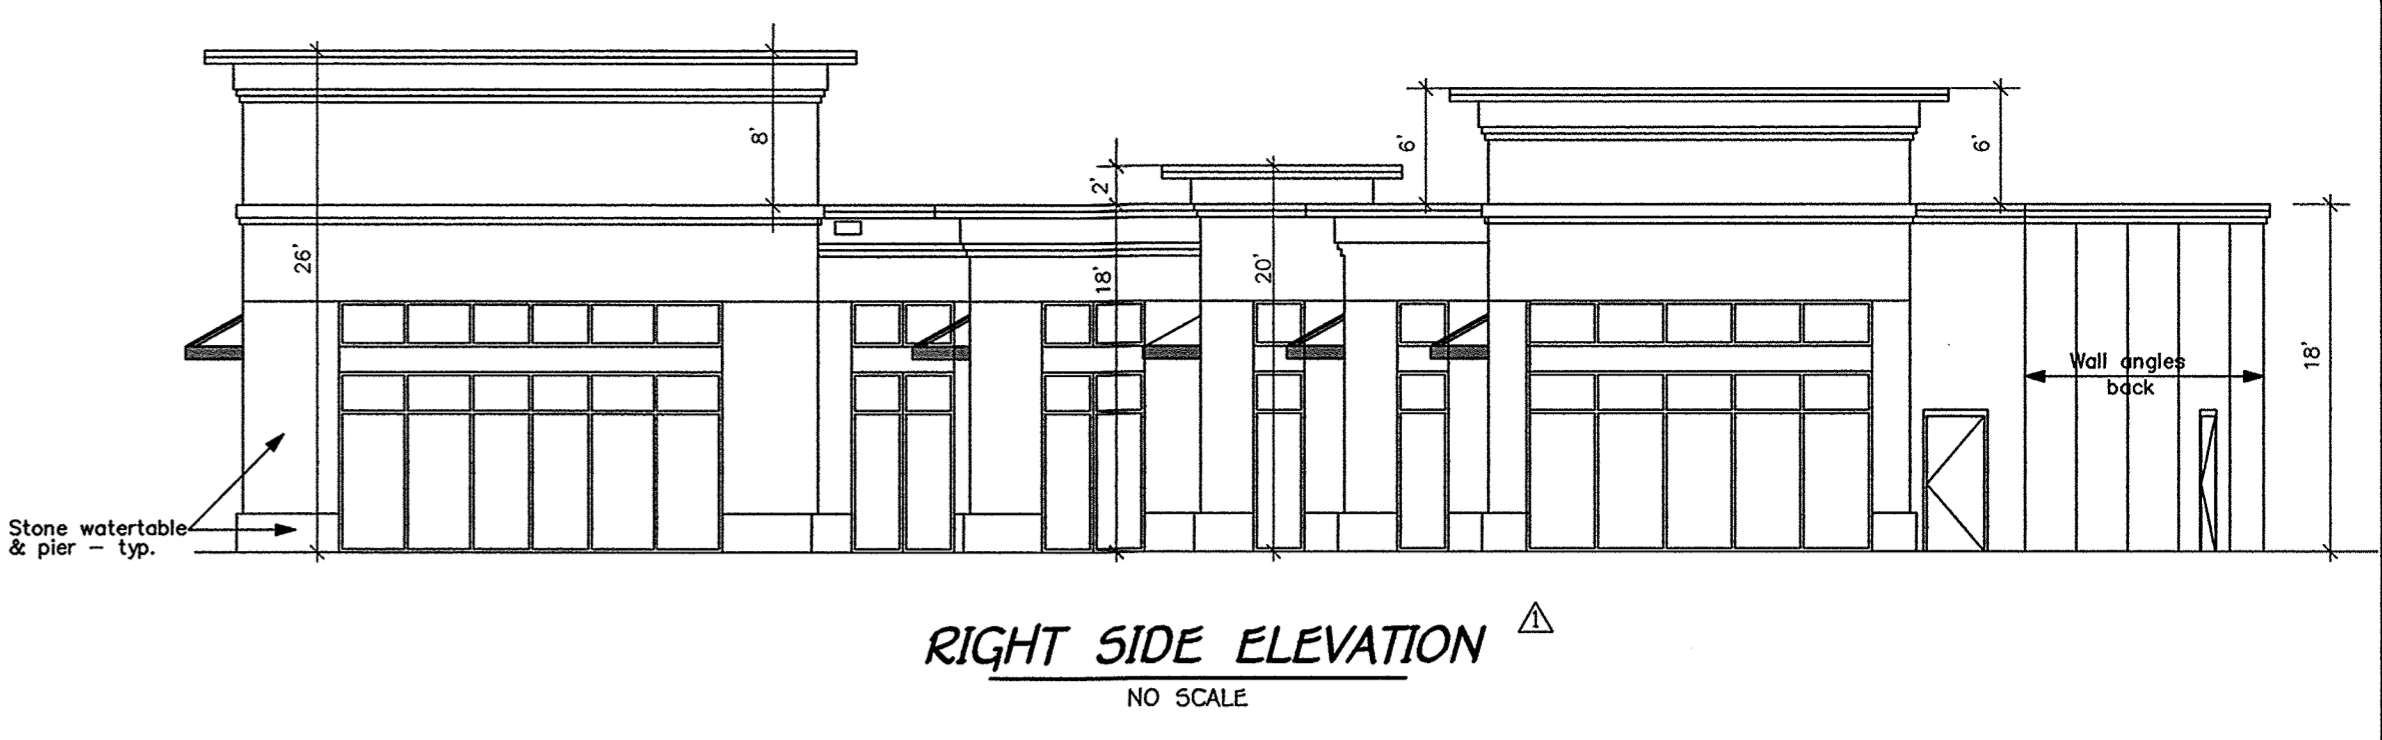 8'
6'
6'
2'
26'
18'
20'
18'
Wall angles
back
Stone watertable
& pier – typ.
RIGHT SIDE ELEVATION
1
NO SCALE